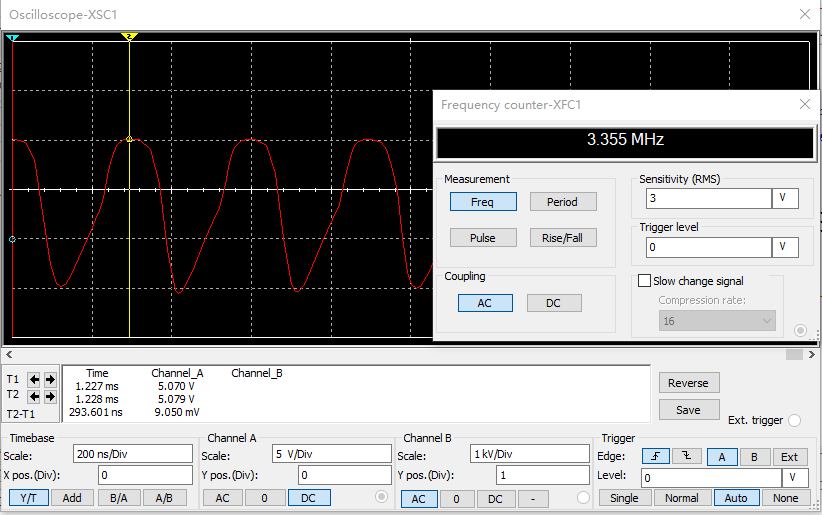 Oscilloscope-XSC1
1
2
Frequency counter-XFC1
3.355 MHz
Measurement
Freq
Period
Pulse
Rise/Fall
Coupling
AC
DC
Sensitivity (RMS)
3
V
Trigger level
0
V
Slow change signal
Compression rate:
16
T1
T2
T2-T1
Time Channel_A Channel_B
1.227 ms 5.070 V
1.228 ms 5.079 V
293.601 ns 9.050 mV
Reverse
Save
Ext. trigger
Timebase
Scale: 200 ns/Div
X pos.(Div): 0
Y/T Add B/A A/B
Channel A
Scale: 5 V/Div
Y pos.(Div): 0
AC 0 DC
Channel B
Scale: 1 kV/Div
Y pos.(Div): 1
AC 0 DC -
Trigger
Edge: A B Ext
Level: 0 V
Single Normal Auto None